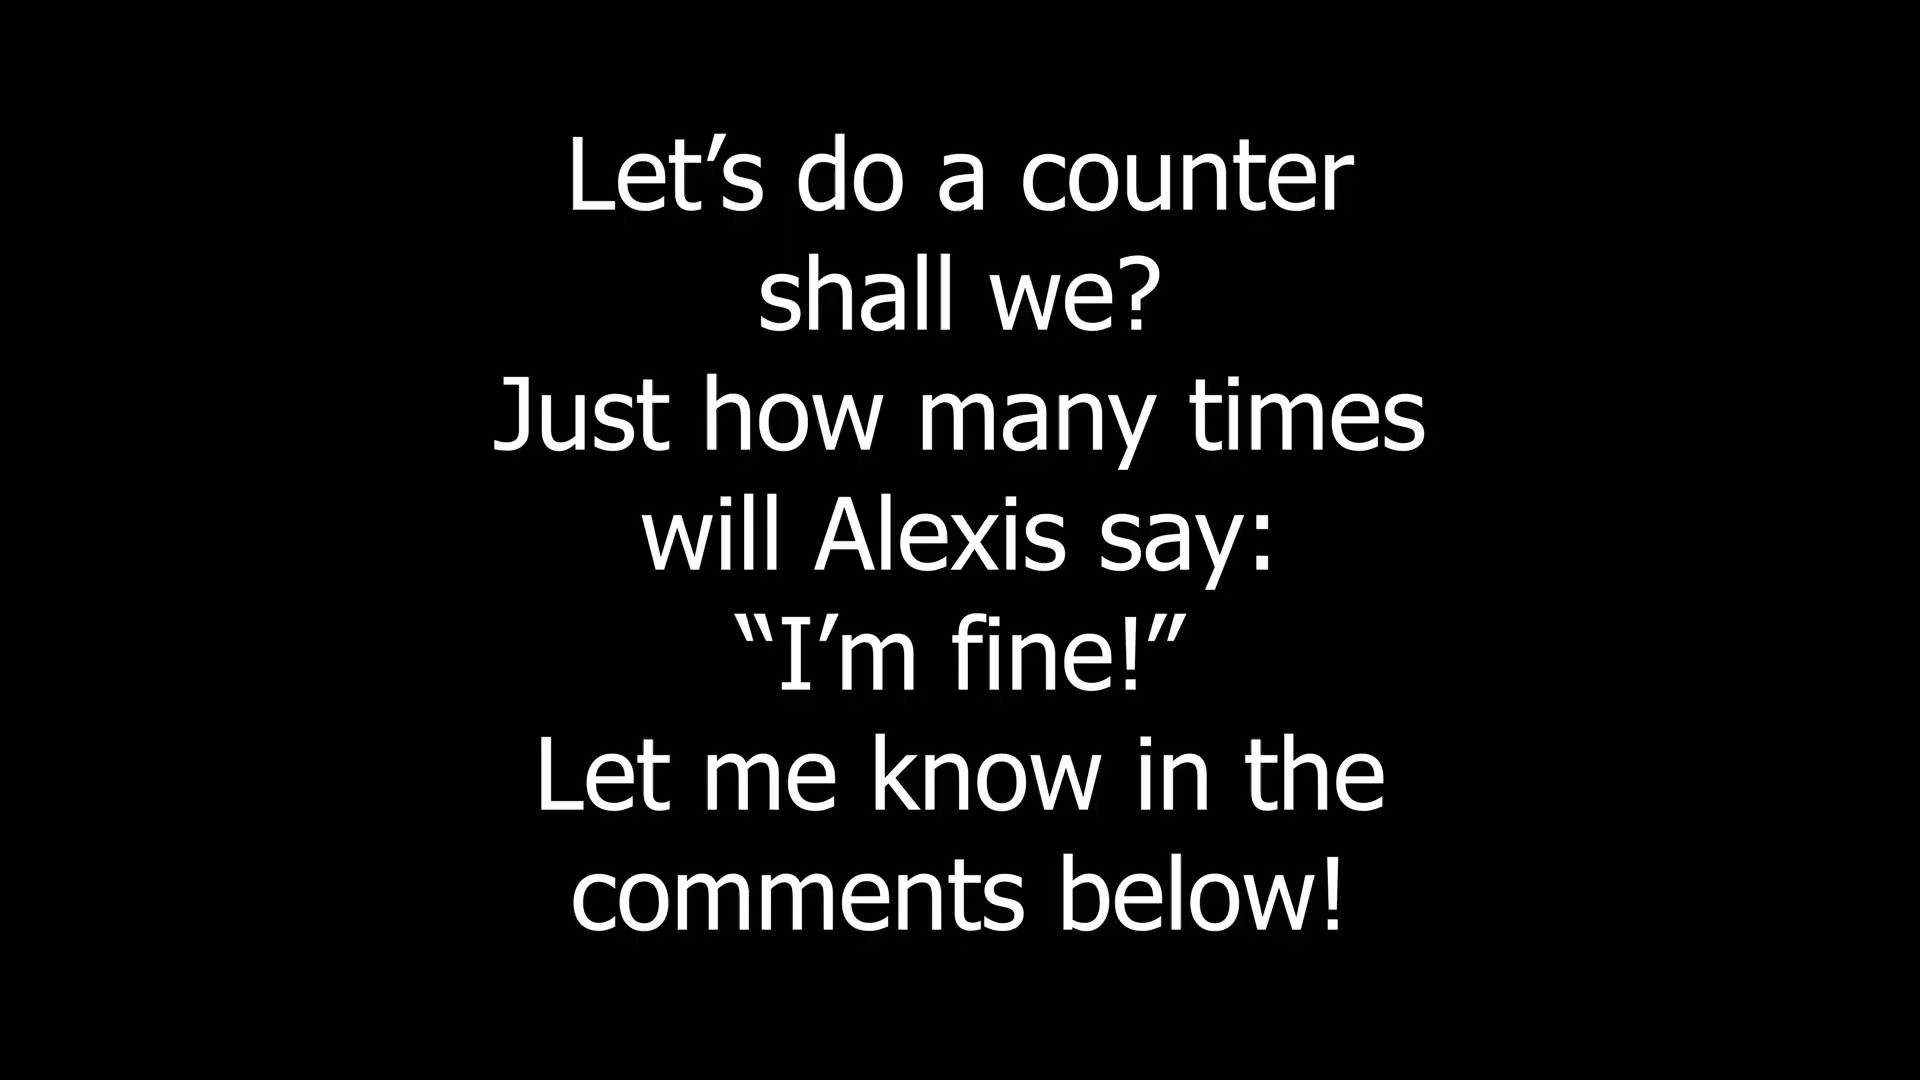 Let’s do a counter
shall we?
Just how many times
will Alexis say:
“I’m fine!”
Let me know in the
comments below!